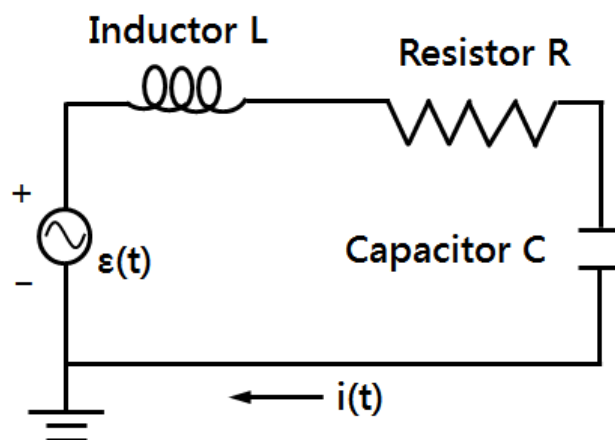 Inductor L
Resistor R
+
ε(t)
−
Capacitor C
i(t)